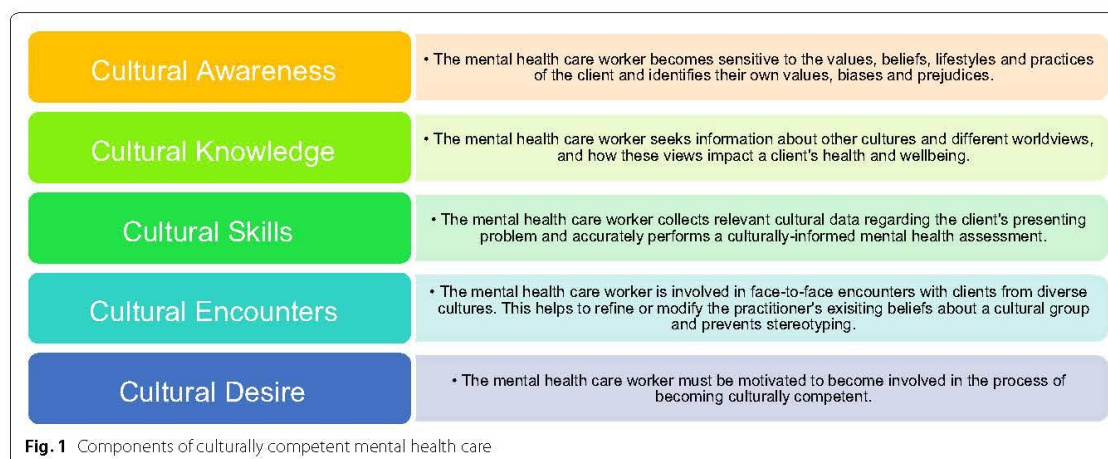 Cultural Awareness
• The mental health care worker becomes sensitive to the values, beliefs, lifestyles and practices
of the client and identifies their own values, biases and prejudices.
Cultural Knowledge
• The mental health care worker seeks information about other cultures and different worldviews,
and how these views impact a client's health and wellbeing.
Cultural Skills
• The mental health care worker collects relevant cultural data regarding the client's presenting
problem and accurately performs a culturally-informed mental health assessment.
Cultural Encounters
• The mental health care worker is involved in face-to-face encounters with clients from diverse
cultures. This helps to refine or modify the practitioner's exisiting beliefs about a cultural group
and prevents stereotyping.
Cultural Desire
• The mental health care worker must be motivated to become involved in the process of
becoming culturally competent.
Fig. 1 Components of culturally competent mental health care